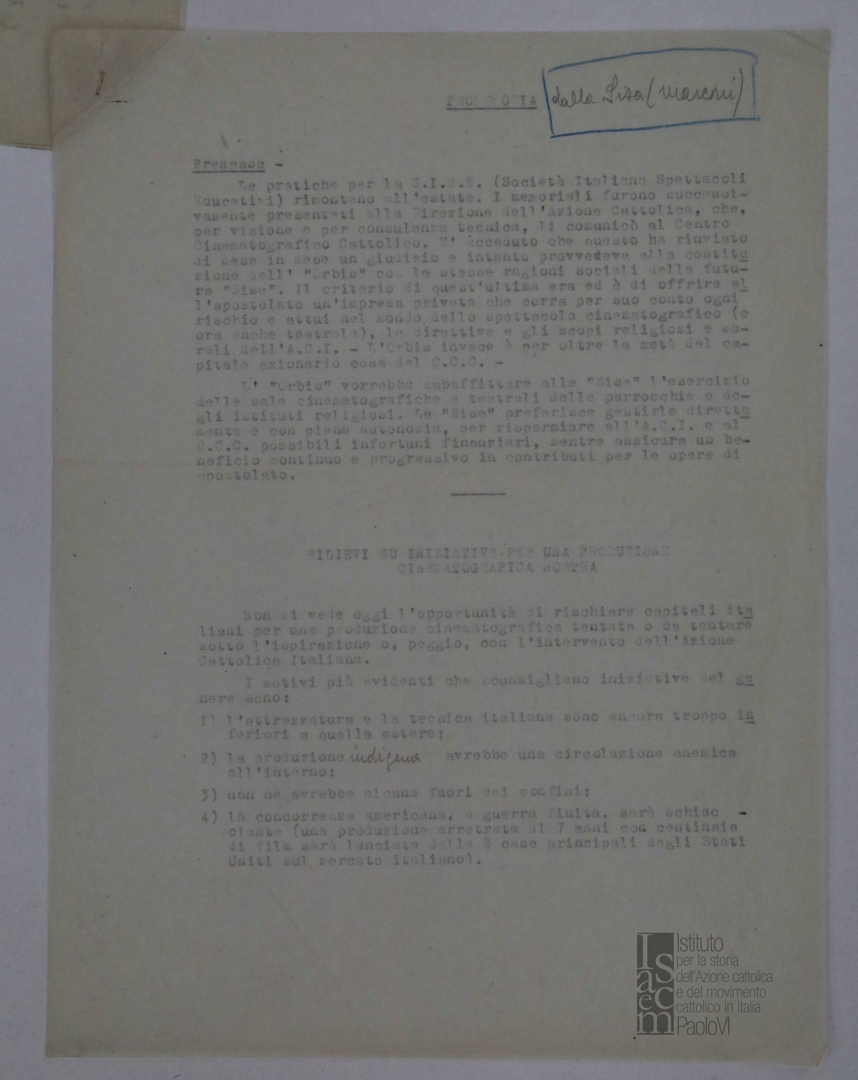 PROMEMORIA dalla Sisa (Marconi)
Premessa -
Le pratiche per la S.I.S.E. (Società Italiana Spettacoli
Educativi) rimontano all'estate. I memoriali furono successi-
vamente presentati alla Direzione dell'Azione Cattolica, che,
per visione e per consulenza tecnica, li comunicò al Centro
Cinematografico Cattolico. E' accaduto che questo ha rinviato
di mese in mese un giudizio e intanto provvedeva alla costitu
zione dell' "Orbis" con le stesse ragioni sociali della futu-
ra "Sise". Il criterio di quest'ultima era ed è di offrire al
l'apostolato un'impresa privata che corra per suo conto ogni
rischio e attui nel mondo dello spettacolo cinematografico (e
ora anche teatrale), le direttive e gli scopi religiosi e mo-
rali dell'A.C.I. - L'Orbis invece è per oltre la metà del ca-
pitale azionario cosa del C.C.C. -
L' "Orbis" vorrebbe subaffittare alla "Sise" l'esercizio
delle sale cinematografiche e teatrali delle parrocchie e de-
gli istituti religiosi. La "Sise" preferisce gestirle diretta
mente e con piena autonomia, per risparmiare all'A.C.I. e al
C.C.C. possibili infortuni finanziari, mentre assicura un be-
neficio continuo e progressivo in contributi per le opere di
apostolato.
RILIEVI SU INIZIATIVE PER UNA PRODUZIONE
CINEMATOGRAFICA NOSTRA
Non si vede oggi l'opportunità di rischiare capitali ita
liani per una produzione cinematografica tentata o da tentare
sotto l'ispirazione o, peggio, con l'intervento dell'Azione
Cattolica Italiana.
I motivi più evidenti che sconsigliano iniziative del ge
nere sono:
1) l'attrezzatura e la tecnica italiana sono ancora troppo in
feriori a quella estere;
2) la produzione indigena avrebbe una circolazione anemica
all'interno;
3) non ne avrebbe alcuna fuori dei confini;
4) la concorrenza americana, a guerra finita, sarà schiac -
ciante (una produzione arretrata di 7 anni con centinaia
di film sarà lanciata dalle 8 case principali degli Stati
Uniti sul mercato italiano).
Isacem
Istituto
per la storia
dell'Azione cattolica
e del movimento
cattolico in Italia
PaoloVI